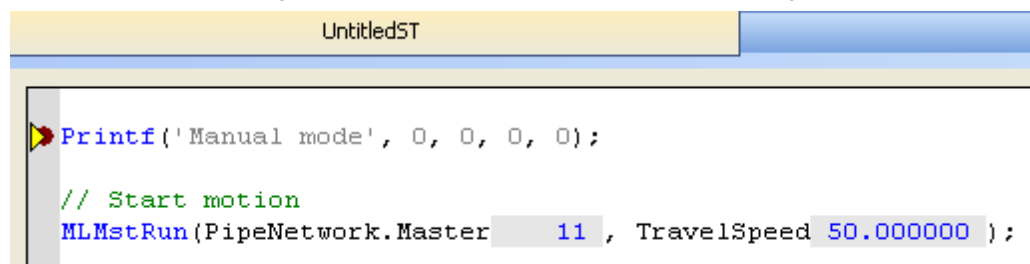 UntitledST
Printf('Manual mode', 0, 0, 0, 0);
// Start motion
MLMstRun(PipeNetwork.Master 11 , TravelSpeed 50.000000 );